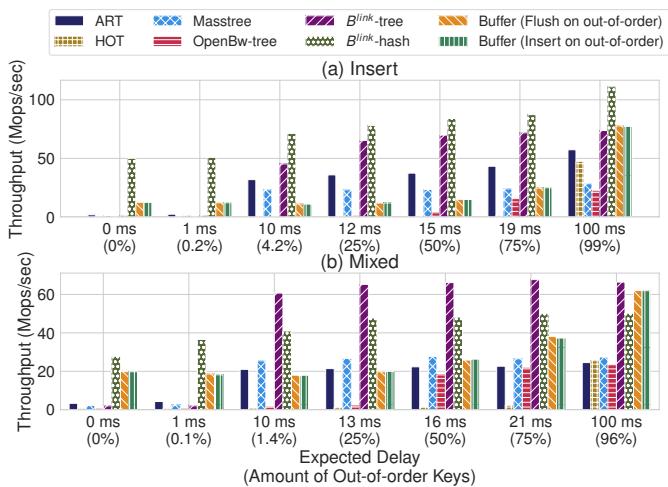 ART Masstree B^link-tree Buffer (Flush on out-of-order)
HOT OpenBw-tree B^link-hash Buffer (Insert on out-of-order)
(a) Insert
Throughput (Mops/sec)
100
50
0
0 ms 1 ms 10 ms 12 ms 15 ms 19 ms 100 ms
(0%) (0.2%) (4.2%) (25%) (50%) (75%) (99%)
(b) Mixed
Throughput (Mops/sec)
60
40
20
0
0 ms 1 ms 10 ms 13 ms 16 ms 21 ms 100 ms
(0%) (0.1%) (1.4%) (25%) (50%) (75%) (96%)
Expected Delay
(Amount of Out-of-order Keys)